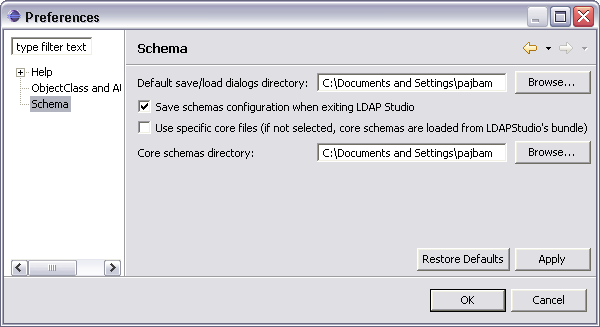 Preferences
type filter text
Schema
Help
ObjectClass and At
Schema
Default save/load dialogs directory: C:\Documents and Settings\pajbam Browse...
Save schemas configuration when exiting LDAP Studio
Use specific core files (if not selected, core schemas are loaded from LDAPStudio's bundle)
Core schemas directory: C:\Documents and Settings\pajbam Browse...
Restore Defaults Apply
OK Cancel